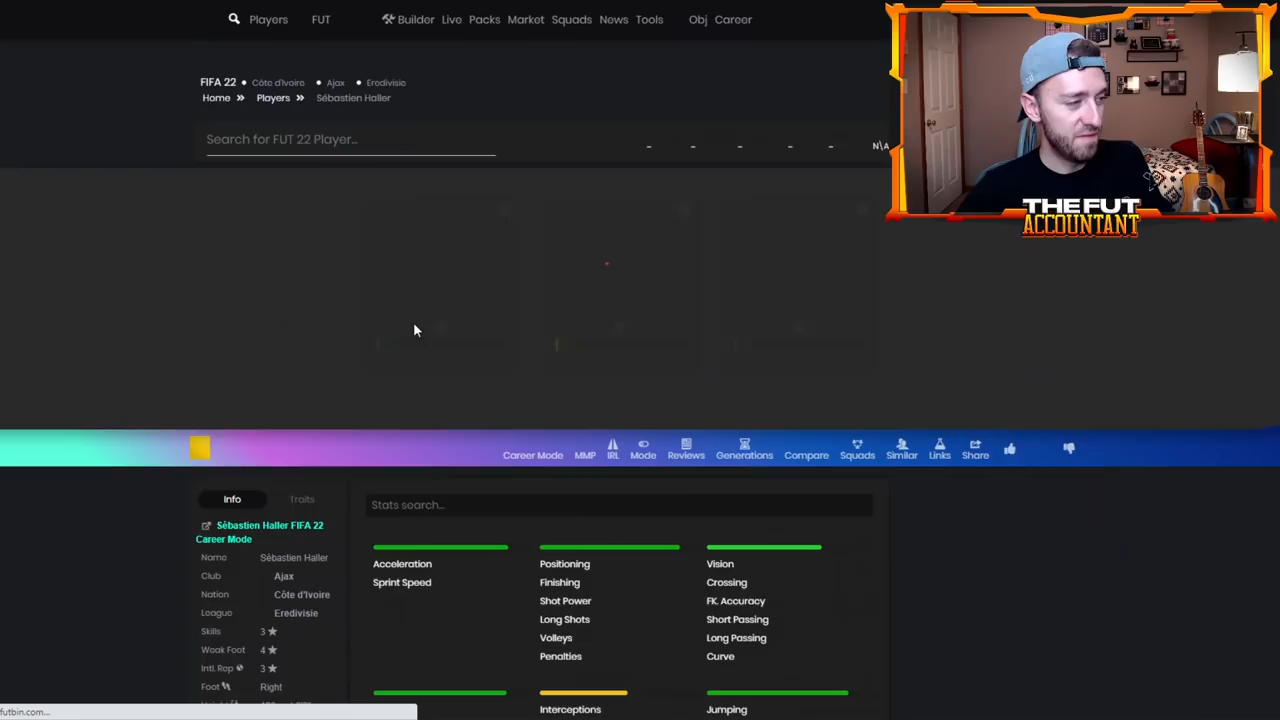 Players FUT Builder Live Packs Market Squads News Tools Obj Career
FIFA 22 • Côte d'Ivoire • Ajax • Eredivisie
Home » Players » Sébastien Haller
Search for FUT 22 Player...
- - - - - N\A
THE FUT
ACCOUNTANT
Career Mode MMP IRL Mode Reviews Generations Compare Squads Similar Links Share
Info Traits
Sébastien Haller FIFA 22
Career Mode
Name Sébastien Haller
Club Ajax
Nation Côte d'Ivoire
League Eredivisie
Skills 3★
Weak Foot 4★
Intl. Rep 3★
Foot Right
Stats search...
Acceleration
Sprint Speed
Positioning
Finishing
Shot Power
Long Shots
Volleys
Penalties
Vision
Crossing
FK. Accuracy
Short Passing
Long Passing
Curve
Interceptions
Jumping
futbin.com...